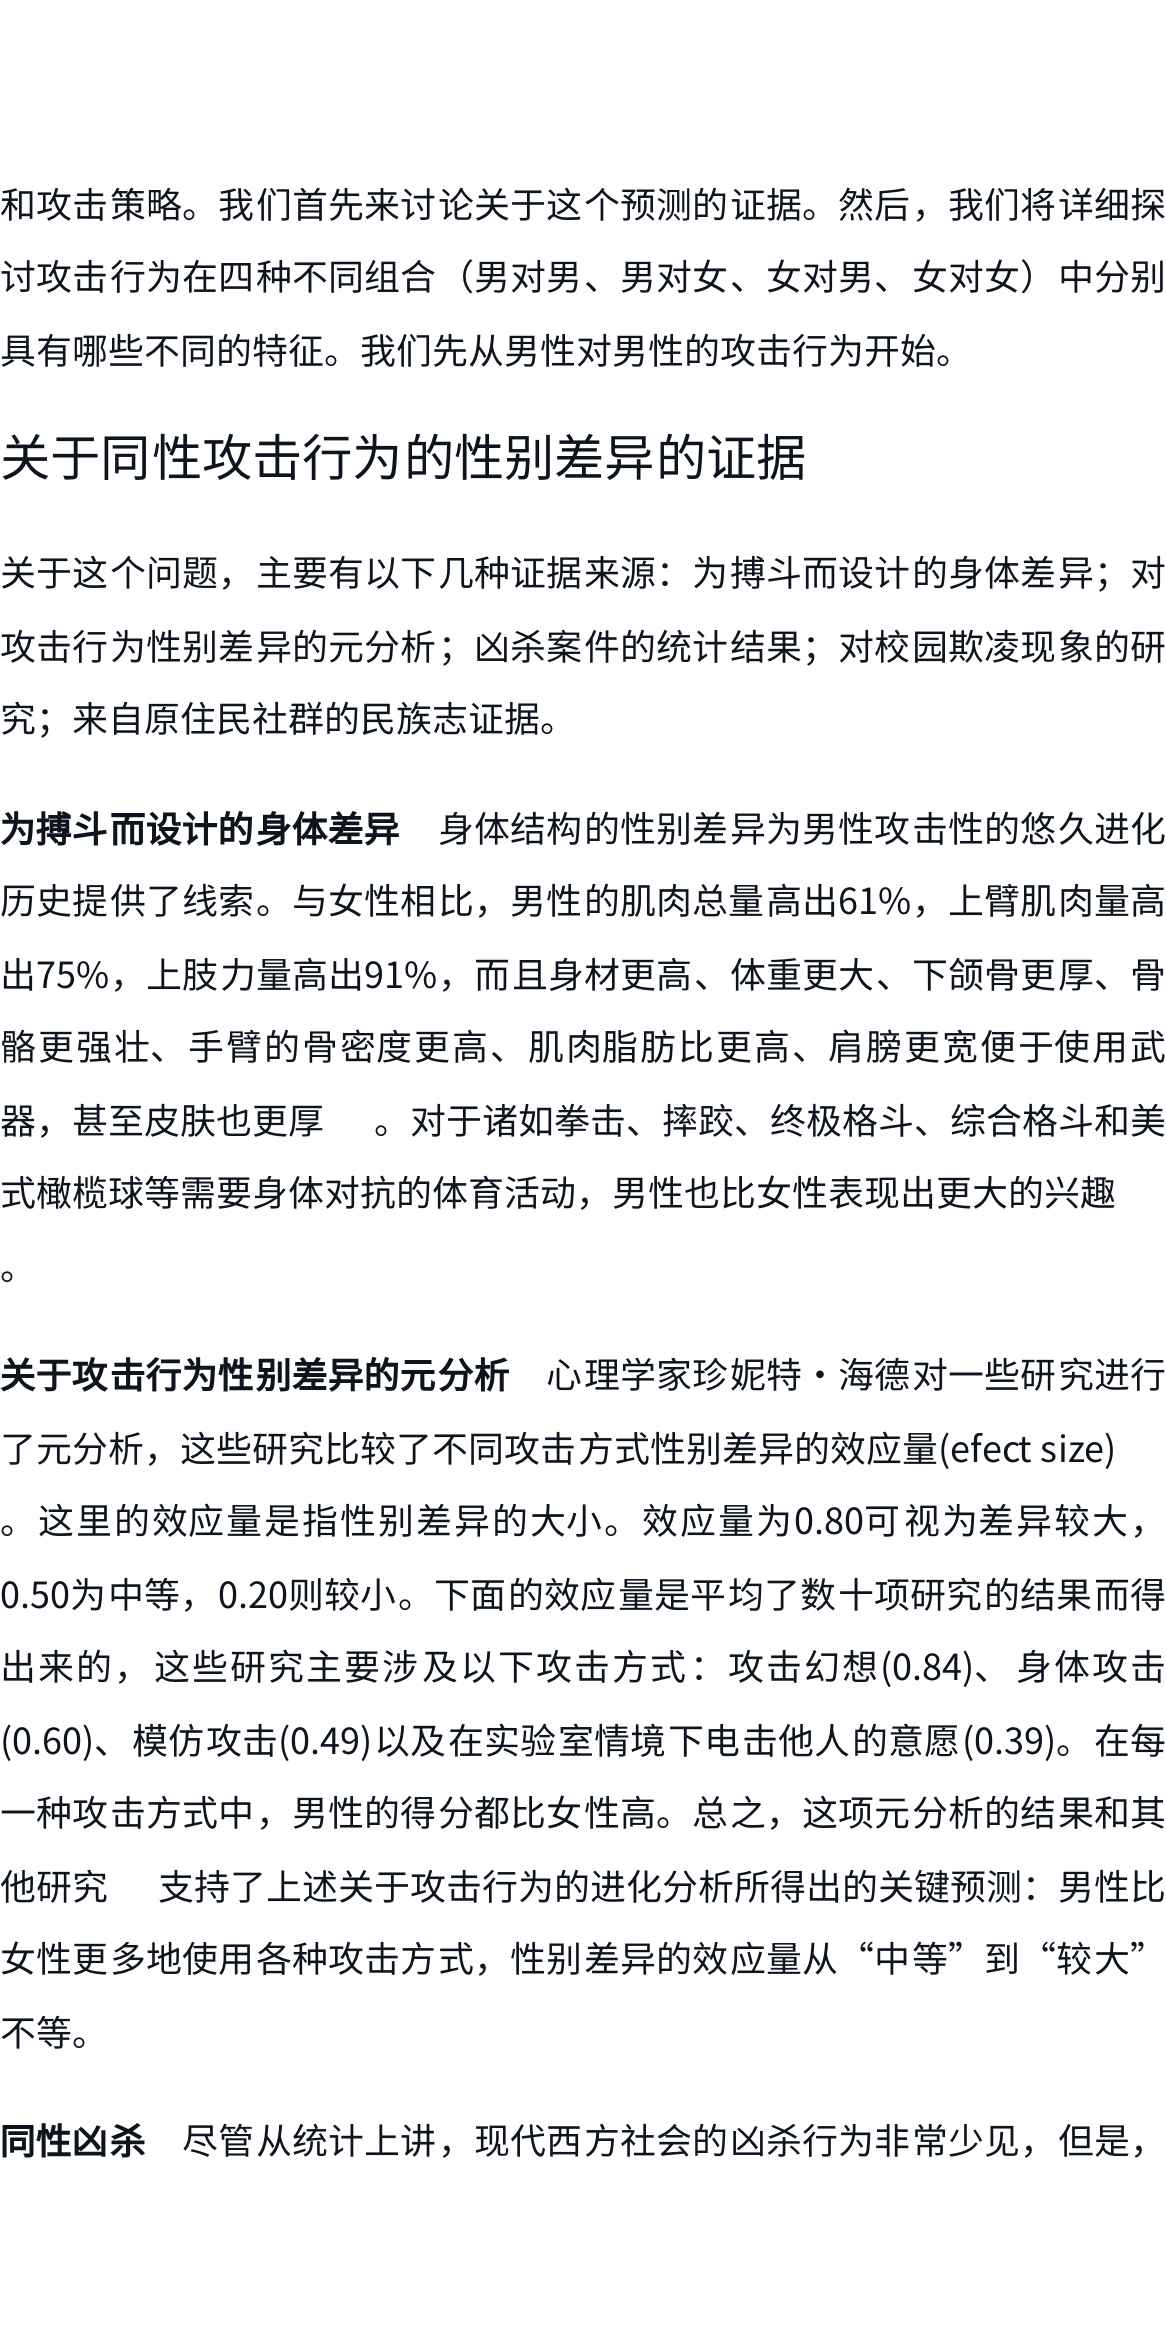 和攻击策略。我们首先来讨论关于这个预测的证据。然后，我们将详细探
讨攻击行为在四种不同组合（男对男、男对女、女对男、女对女）中分别
具有哪些不同的特征。我们先从男性对男性的攻击行为开始。
关于同性攻击行为的性别差异的证据
关于这个问题，主要有以下几种证据来源：为搏斗而设计的身体差异；对
攻击行为性别差异的元分析；凶杀案件的统计结果；对校园欺凌现象的研
究；来自原住民社群的民族志证据。
为搏斗而设计的身体差异　身体结构的性别差异为男性攻击性的悠久进化
历史提供了线索。与女性相比，男性的肌肉总量高出61%，上臂肌肉量高
出75%，上肢力量高出91%，而且身材更高、体重更大、下颌骨更厚、骨
骼更强壮、手臂的骨密度更高、肌肉脂肪比更高、肩膀更宽便于使用武
器，甚至皮肤也更厚　。对于诸如拳击、摔跤、终极格斗、综合格斗和美
式橄榄球等需要身体对抗的体育活动，男性也比女性表现出更大的兴趣
。
关于攻击行为性别差异的元分析　心理学家珍妮特·海德对一些研究进行
了元分析，这些研究比较了不同攻击方式性别差异的效应量(efect size)
。这里的效应量是指性别差异的大小。效应量为0.80可视为差异较大，
0.50为中等，0.20则较小。下面的效应量是平均了数十项研究的结果而得
出来的，这些研究主要涉及以下攻击方式：攻击幻想(0.84)、身体攻击
(0.60)、模仿攻击(0.49)以及在实验室情境下电击他人的意愿(0.39)。在每
一种攻击方式中，男性的得分都比女性高。总之，这项元分析的结果和其
他研究　支持了上述关于攻击行为的进化分析所得出的关键预测：男性比
女性更多地使用各种攻击方式，性别差异的效应量从“中等”到“较大”
不等。
同性凶杀　尽管从统计上讲，现代西方社会的凶杀行为非常少见，但是，